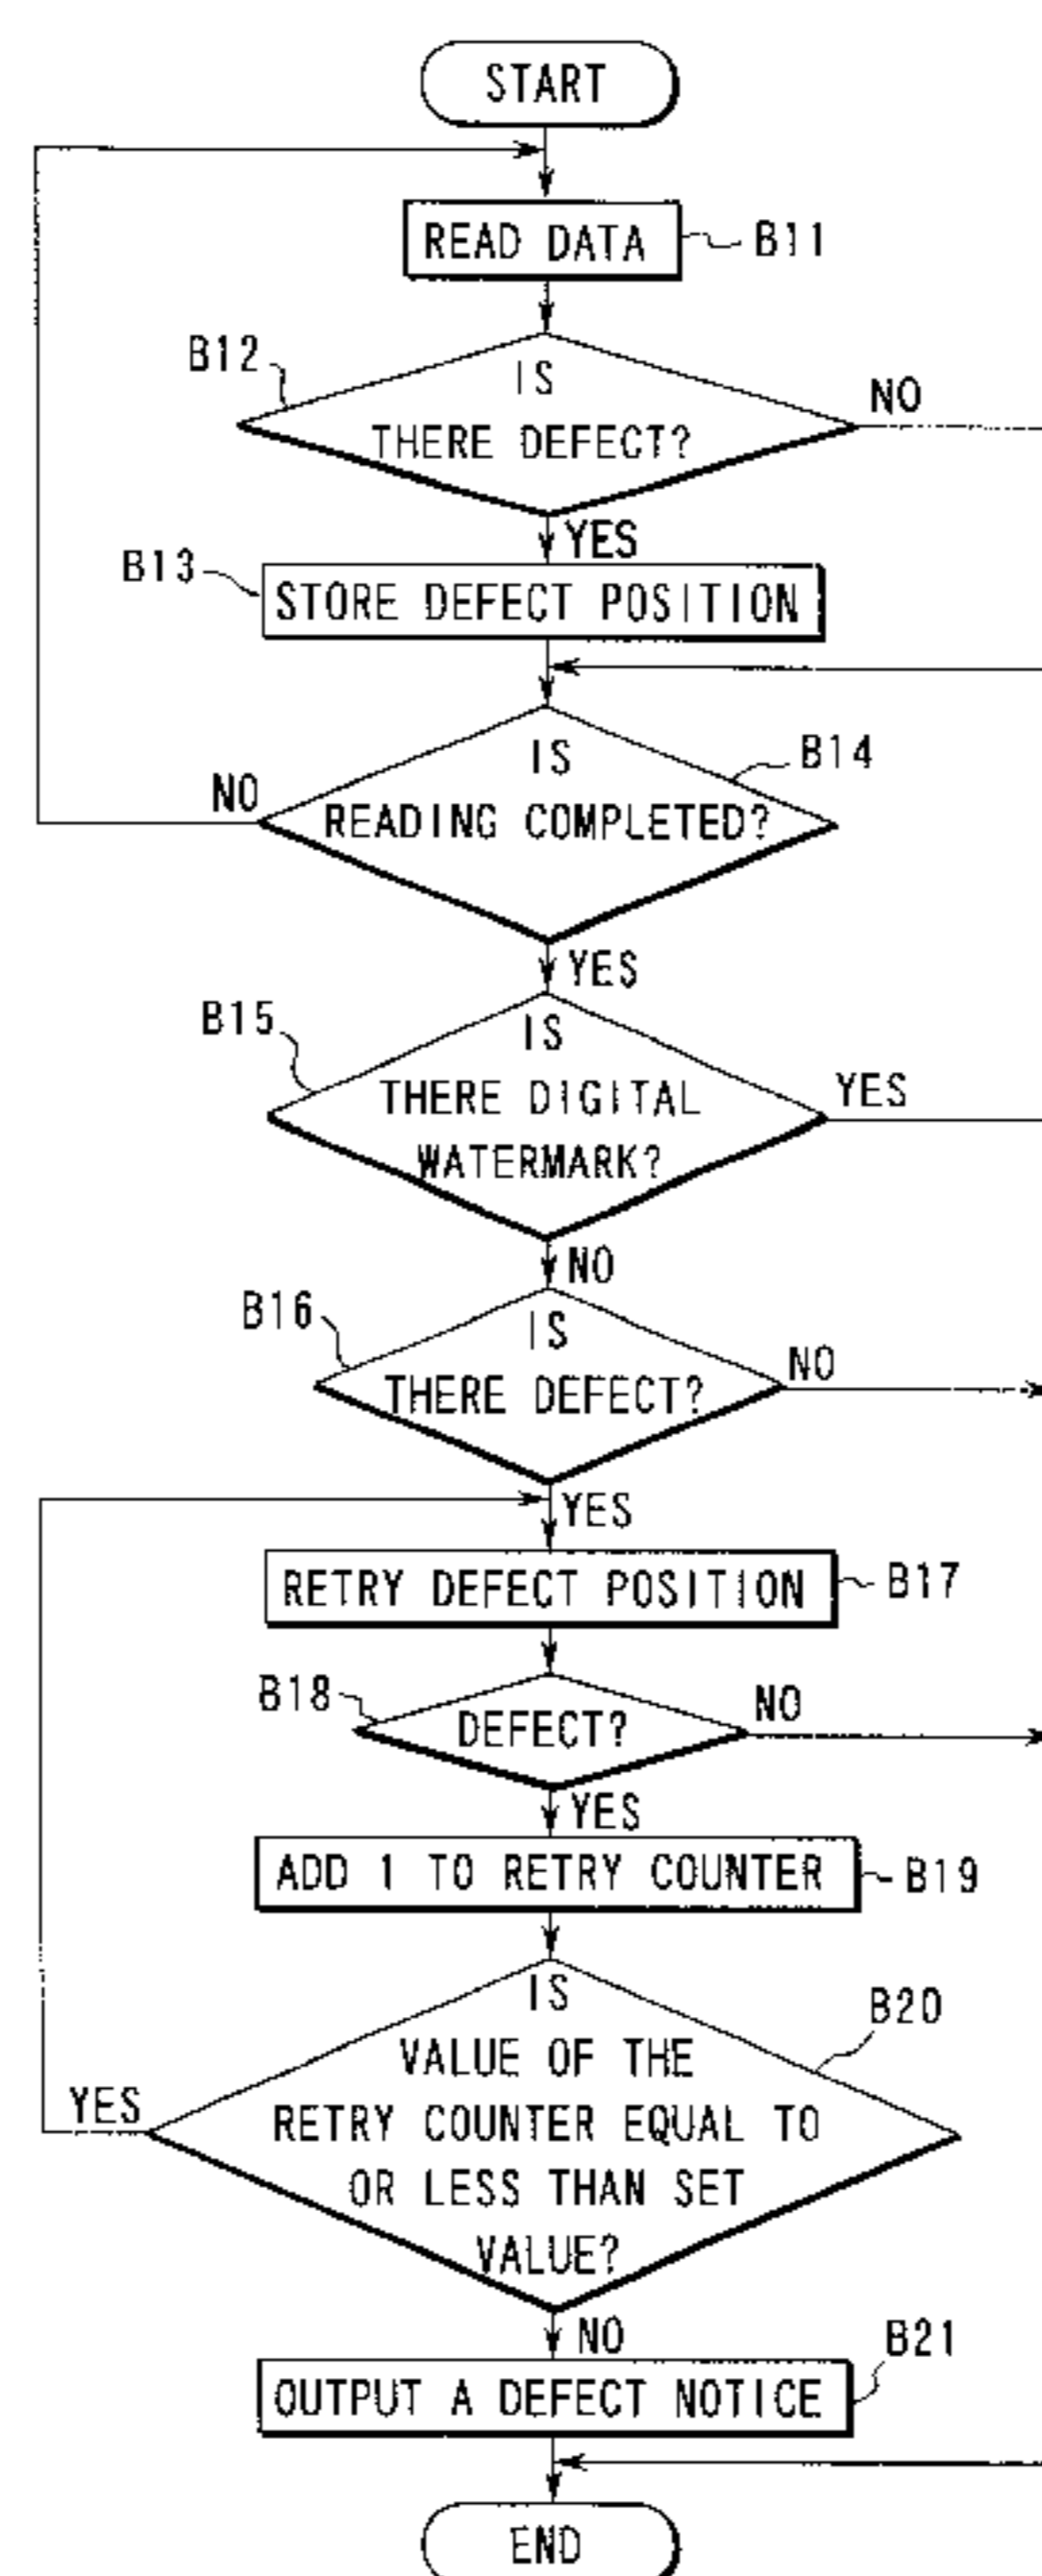 START
READ DATA
B11
B12
IS
THERE DEFECT?
NO
YES
B13
STORE DEFECT POSITION
IS
READING COMPLETED?
B14
NO
YES
B15
IS
THERE DIGITAL
WATERMARK?
YES
NO
B16
IS
THERE DEFECT?
NO
YES
RETRY DEFECT POSITION
B17
B18
DEFECT?
NO
YES
ADD 1 TO RETRY COUNTER
B19
IS
VALUE OF THE
RETRY COUNTER EQUAL TO
OR LESS THAN SET
VALUE?
B20
YES
NO
B21
OUTPUT A DEFECT NOTICE
END